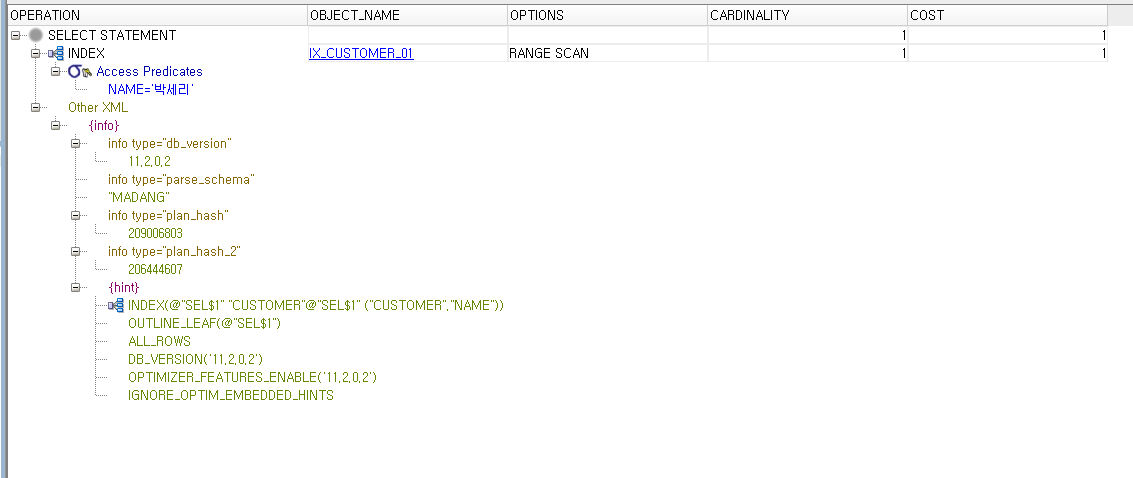 OPERATION OBJECT_NAME OPTIONS CARDINALITY COST
SELECT STATEMENT 1 1
INDEX IX_CUSTOMER_01 RANGE SCAN 1 1
Access Predicates
NAME='박세리'
Other XML
{info}
info type="db_version"
11.2.0.2
info type="parse_schema"
"MADANG"
info type="plan_hash"
209006803
info type="plan_hash_2"
206444607
{hint}
INDEX(@"SEL$1" "CUSTOMER"@"SEL$1" ("CUSTOMER"."NAME"))
OUTLINE_LEAF(@"SEL$1")
ALL_ROWS
DB_VERSION('11.2.0.2')
OPTIMIZER_FEATURES_ENABLE('11.2.0.2')
IGNORE_OPTIM_EMBEDDED_HINTS